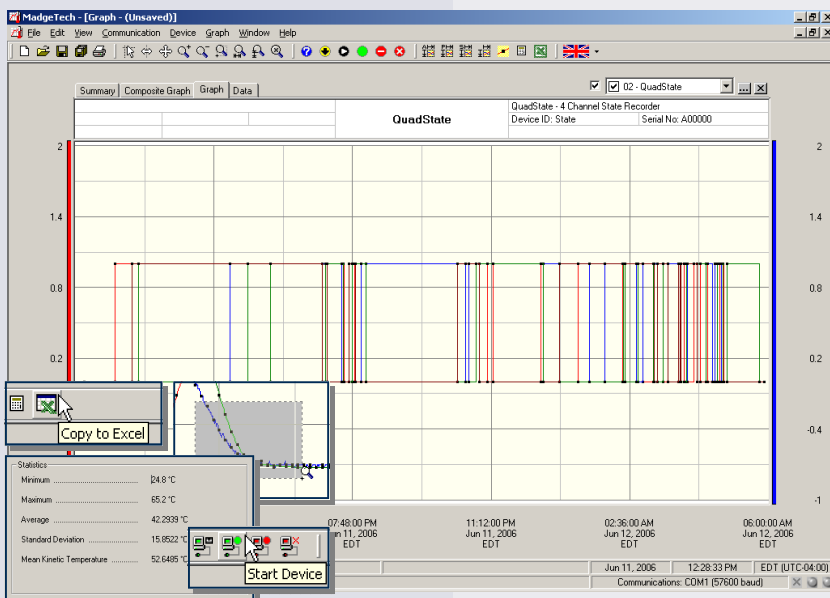 MadgeTech - [Graph - (Unsaved)]
File Edit View Communication Device Graph Window Help
Summary Composite Graph Graph Data
02 - QuadState
QuadState
QuadState - 4 Channel State Recorder
Device ID: State Serial No: A00000
2 2
1.4 1.4
0.8 0.8
0.2 0.2
-0.4
-1
Copy to Excel
Statistics
Minimum 24.8 °C
Maximum 65.2 °C
Average 42.2939 °C
Standard Deviation 15.8522 °C
Mean Kinetic Temperature 52.6485 °C
Start Device
07:48:00 PM 11:12:00 PM 02:36:00 AM 06:00:00 AM
11, 2006 Jun 11, 2006 Jun 12, 2006 Jun 12, 2006
EDT EDT EDT EDT
Jun 11, 2006 12:28:33 PM EDT (UTC-04:00)
Communications: COM1 (57600 baud)